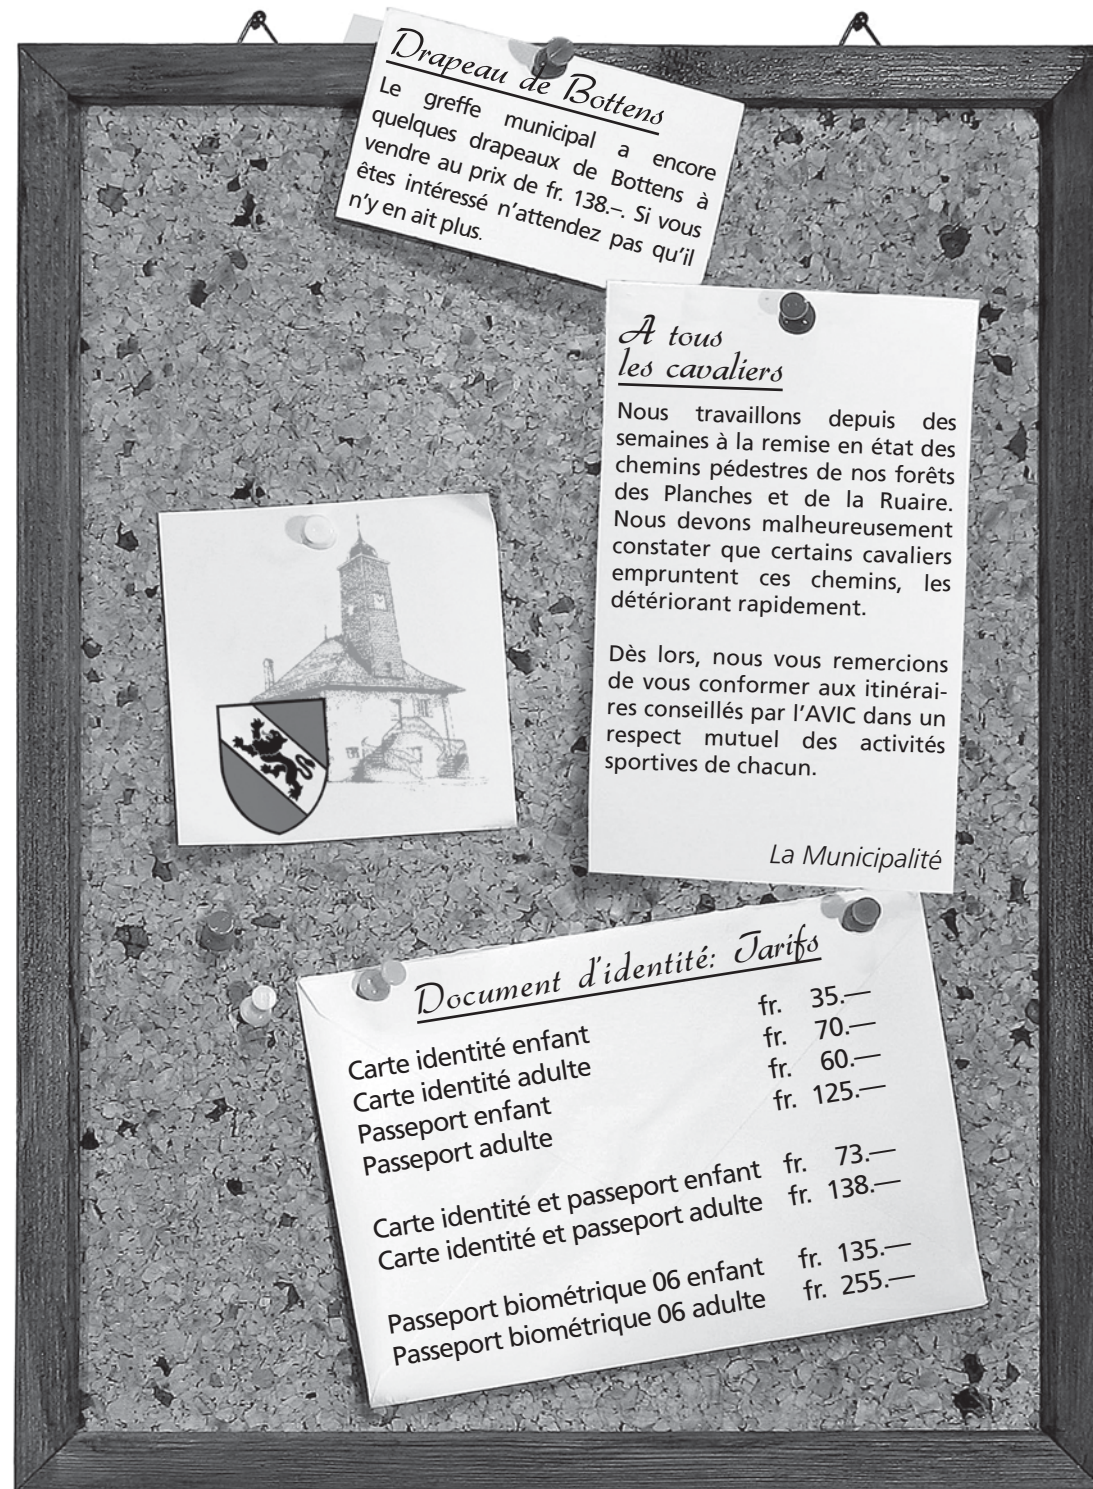 Drapeau de Bottens
Le greffe municipal a encore
quelques drapeaux de Bottens à
vendre au prix de fr. 138.–. Si vous
êtes intéressé n'attendez pas qu'il
n'y en ait plus.
A tous
les cavaliers
Nous travaillons depuis des
semaines à la remise en état des
chemins pédestres de nos forêts
des Planches et de la Ruaire.
Nous devons malheureusement
constater que certains cavaliers
empruntent ces chemins, les
détériorant rapidement.
Dès lors, nous vous remercions
de vous conformer aux itinérai-
res conseillés par l'AVIC dans un
respect mutuel des activités
sportives de chacun.
La Municipalité
Document d'identité: Tarifs
Carte identité enfant fr. 35.—
Carte identité adulte fr. 70.—
Passeport enfant fr. 60.—
Passeport adulte fr. 125.—
Carte identité et passeport enfant fr. 73.—
Carte identité et passeport adulte fr. 138.—
Passeport biométrique 06 enfant fr. 135.—
Passeport biométrique 06 adulte fr. 255.—